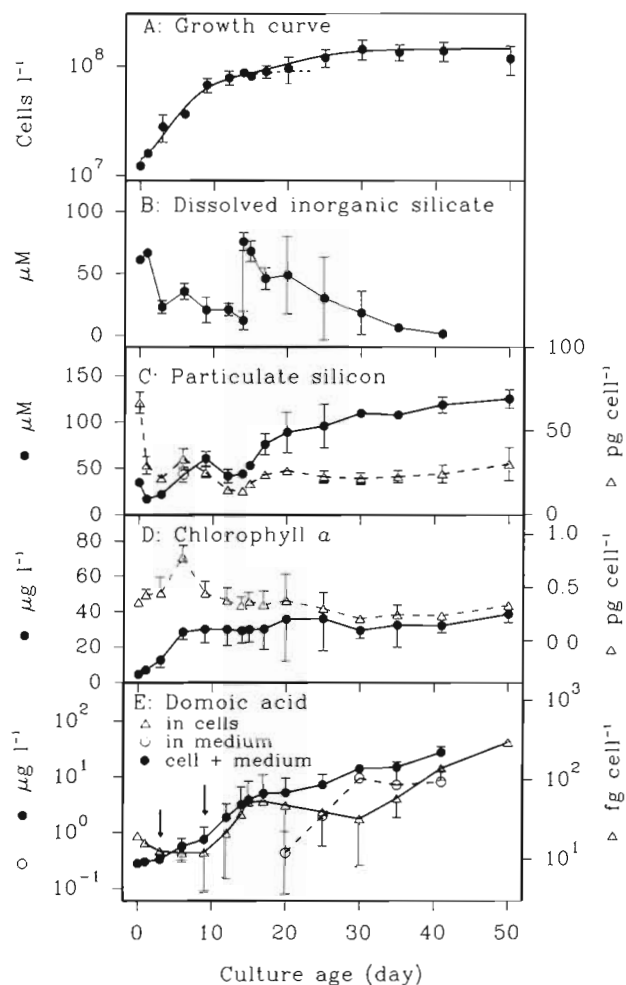 A: Growth curve
10⁸
10⁷
Cells l⁻¹
B: Dissolved inorganic silicate
100
50
0
μM
C: Particulate silicon
150
100
50
0
● μM
100
50
0
△ pg cell⁻¹
D: Chlorophyll a
80
60
40
20
0
● μg l⁻¹
1.0
0.5
0 0
△ pg cell⁻¹
E: Domoic acid
△ in cells
○ in medium
● cell + medium
10²
10¹
10⁰
10⁻¹
○ ● μg l⁻¹
10³
10²
10¹
△ fg cell⁻¹
0 10 20 30 40 50
Culture age (day)